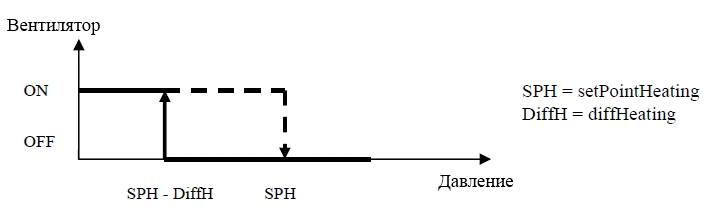 Вентилятор
ON
SPH = setPointHeating
DiffH = diffHeating
OFF
Давление
SPH - DiffH
SPH